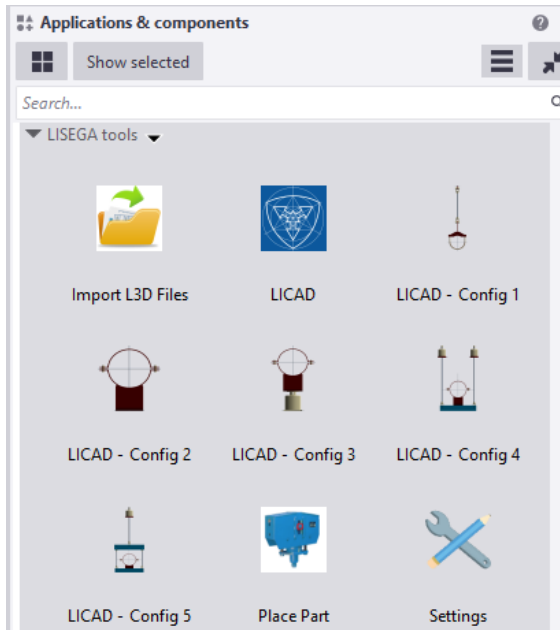 Applications & components
Show selected
Search...
LISEGA tools
Import L3D Files
LICAD
LICAD - Config 1
LICAD - Config 2
LICAD - Config 3
LICAD - Config 4
LICAD - Config 5
Place Part
Settings